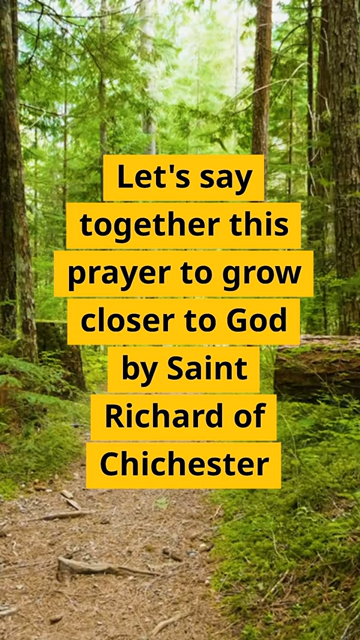 Let's say
together this
prayer to grow
closer to God
by Saint
Richard of
Chichester